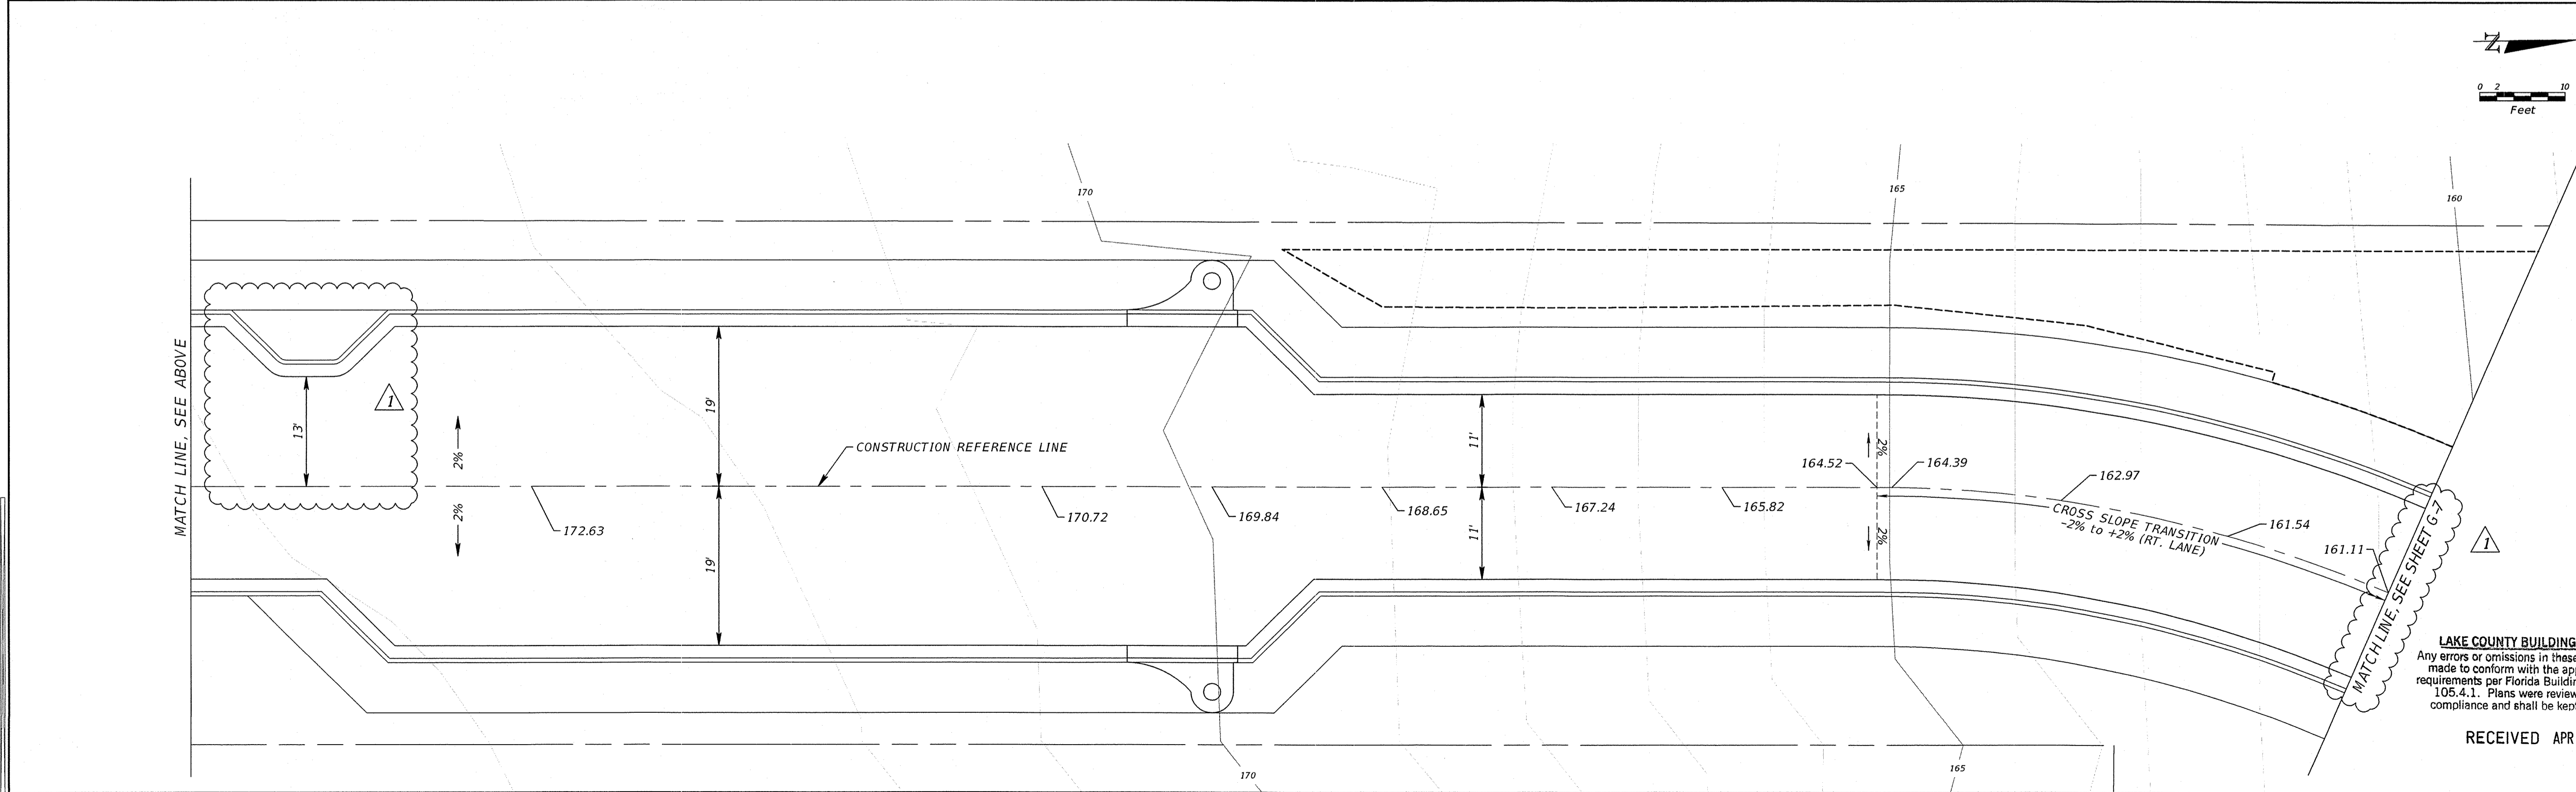 N
0 2 10
Feet
170
165
160
MATCH LINE, SEE ABOVE
13'
1
2%
2%
19'
19'
CONSTRUCTION REFERENCE LINE
172.63
170.72
169.84
168.65
11'
11'
167.24
165.82
164.52
164.39
2%
2%
162.97
CROSS SLOPE TRANSITION
-2% to +2% (RT. LANE)
161.54
161.11
MATCHLINE, SEE SHEET G-7
1
LAKE COUNTY BUILDING
Any errors or omissions in these
made to conform with the app
requirements per Florida Buildin
105.4.1. Plans were review
compliance and shall be kept
RECEIVED APR
170
165